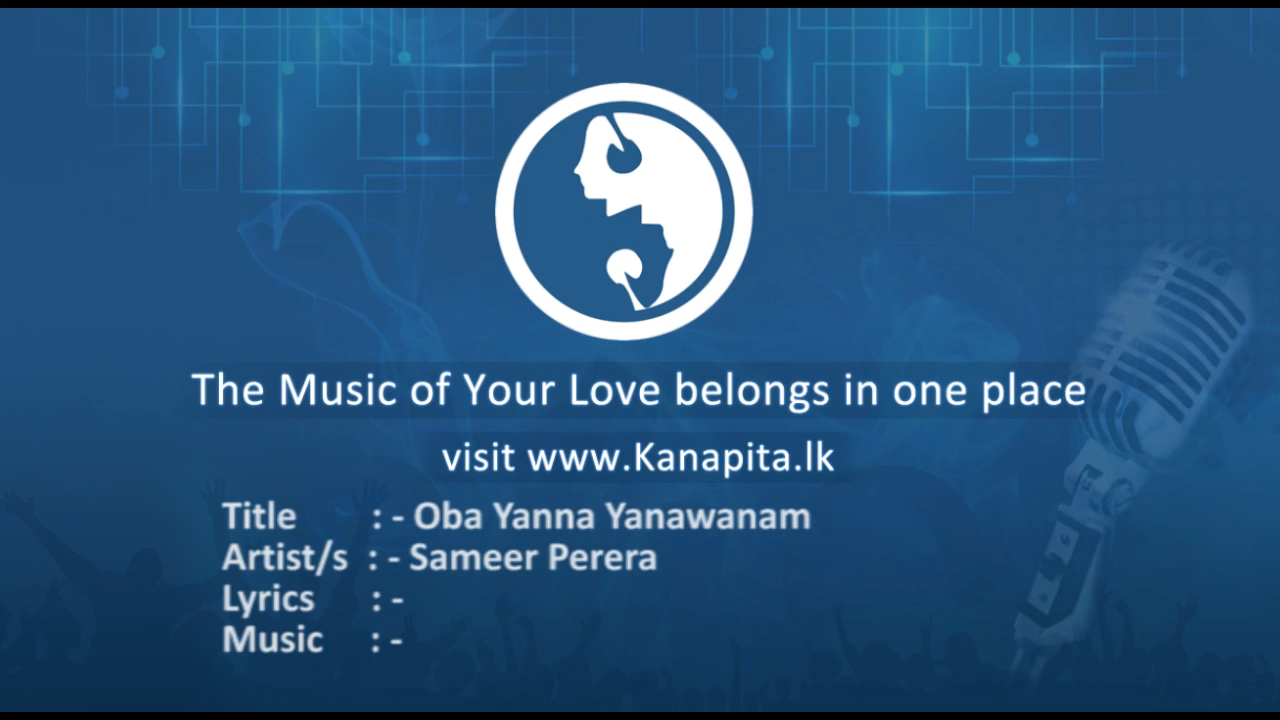 The Music of Your Love belongs in one place
visit www.Kanapita.lk
Title : - Oba Yanna Yanawanam
Artist/s : - Sameer Perera
Lyrics : -
Music : -